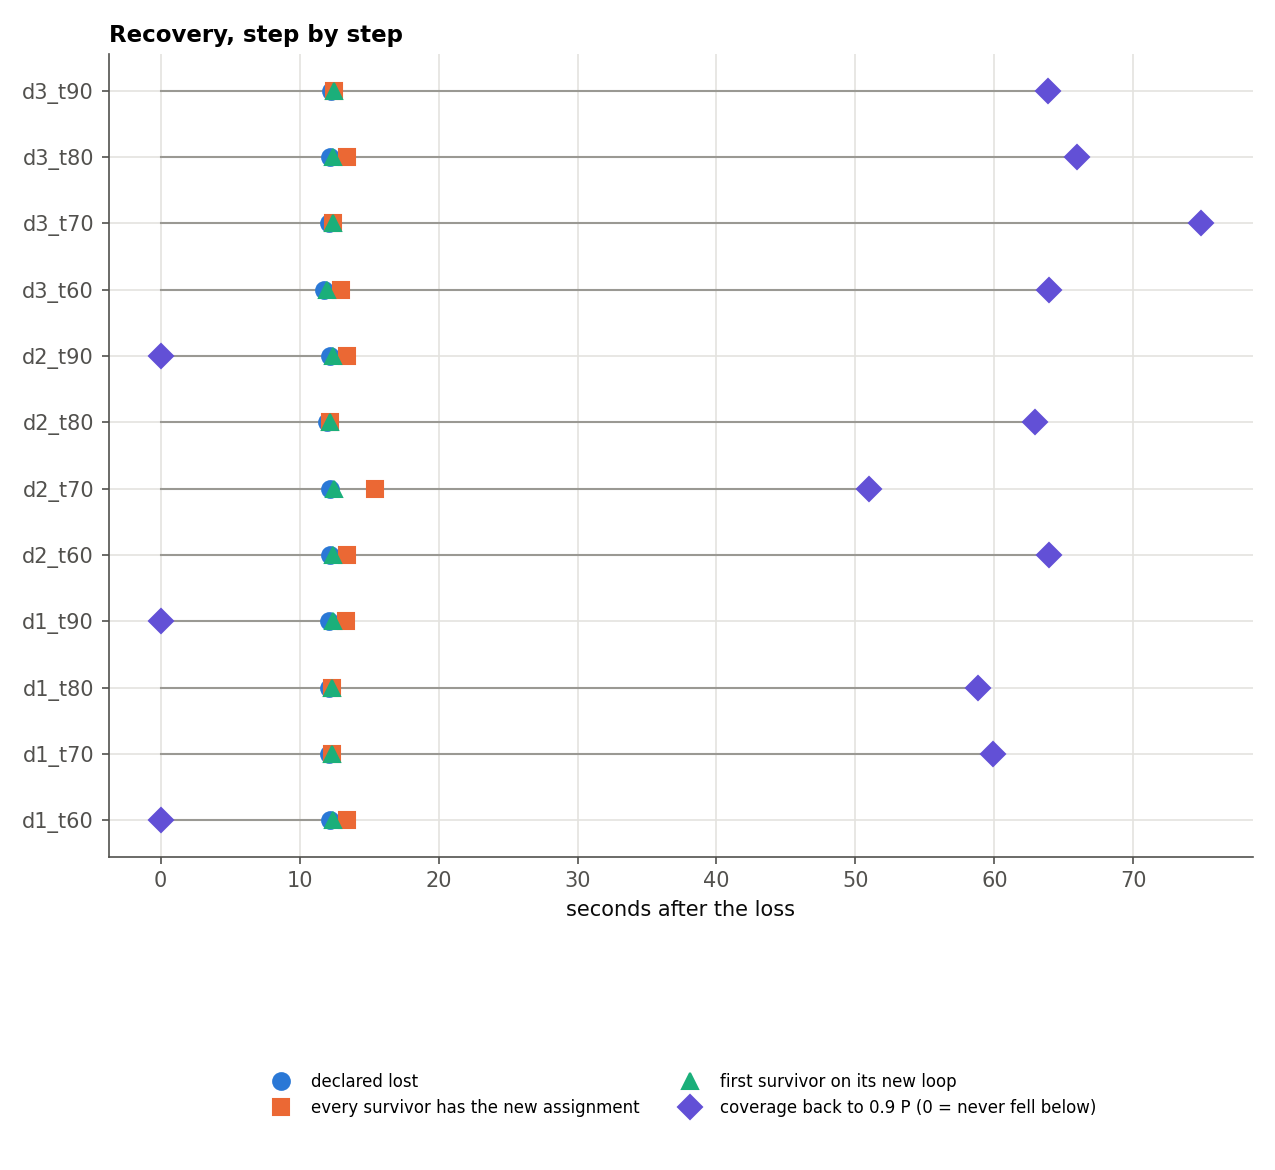 Recovery, step by step
d3_t90
d3_t80
d3_t70
d3_t60
d2_t90
d2_t80
d2_t70
d2_t60
d1_t90
d1_t80
d1_t70
d1_t60
0 10 20 30 40 50 60 70
seconds after the loss
declared lost
every survivor has the new assignment
first survivor on its new loop
coverage back to 0.9 P (0 = never fell below)